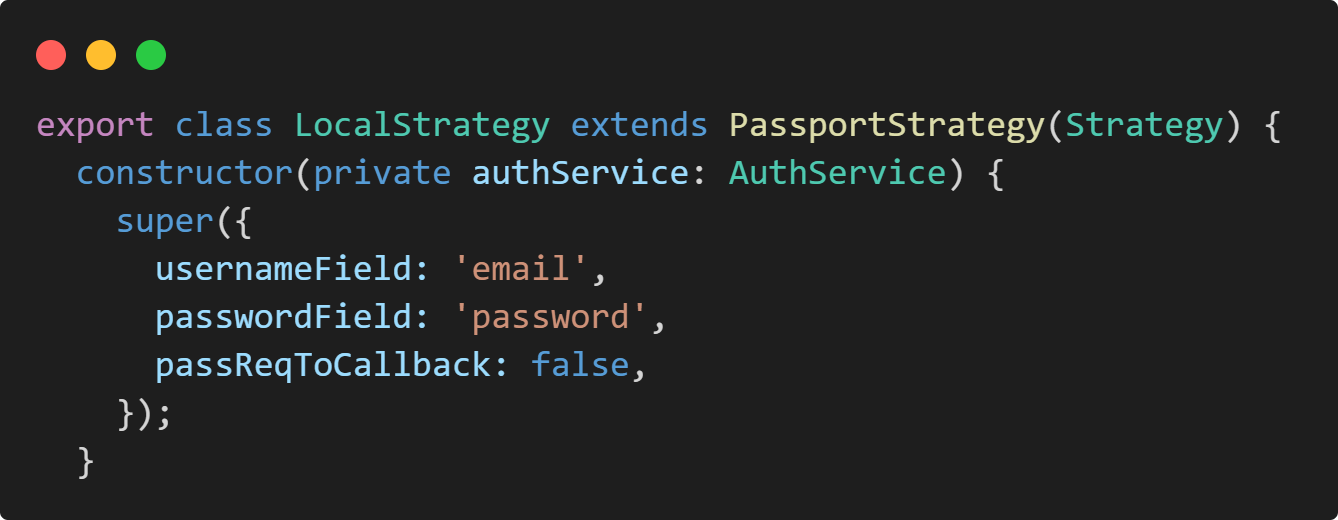 export class LocalStrategy extends PassportStrategy(Strategy) {
  constructor(private authService: AuthService) {
    super({
      usernameField: 'email',
      passwordField: 'password',
      passReqToCallback: false,
    });
  }